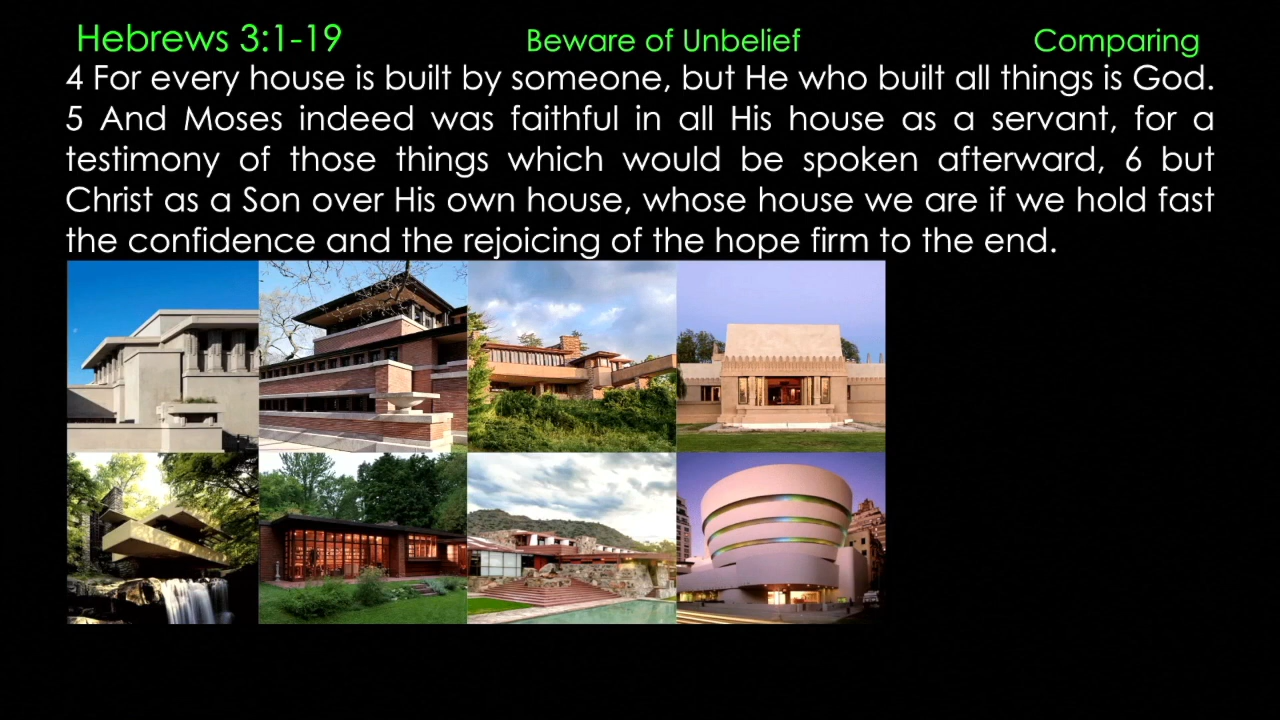 Hebrews 3:1-19 Beware of Unbelief Comparing
4 For every house is built by someone, but He who built all things is God.
5 And Moses indeed was faithful in all His house as a servant, for a
testimony of those things which would be spoken afterward, 6 but
Christ as a Son over His own house, whose house we are if we hold fast
the confidence and the rejoicing of the hope firm to the end.